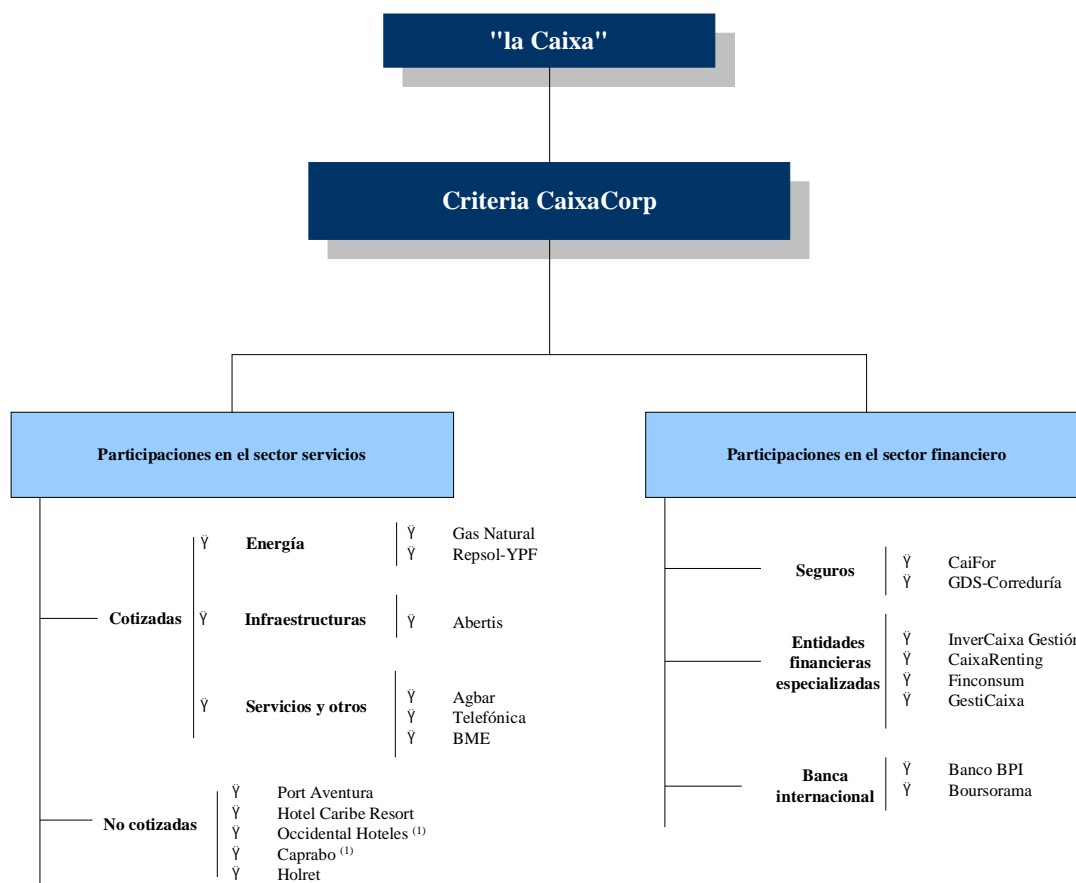 "la Caixa"
Criteria CaixaCorp
Participaciones en el sector servicios
Cotizadas
Ÿ Energía
Ÿ Gas Natural
Ÿ Repsol-YPF
Ÿ Infraestructuras
Ÿ Abertis
Ÿ Servicios y otros
Ÿ Agbar
Ÿ Telefónica
Ÿ BME
No cotizadas
Ÿ Port Aventura
Ÿ Hotel Caribe Resort
Ÿ Occidental Hoteles (1)
Ÿ Caprabo (1)
Ÿ Holret
Participaciones en el sector financiero
Seguros
Ÿ CaiFor
Ÿ GDS-Correduría
Entidades
financieras
especializadas
Ÿ InverCaixa Gestión
Ÿ CaixaRenting
Ÿ Finconsum
Ÿ GestiCaixa
Banca
internacional
Ÿ Banco BPI
Ÿ Boursorama